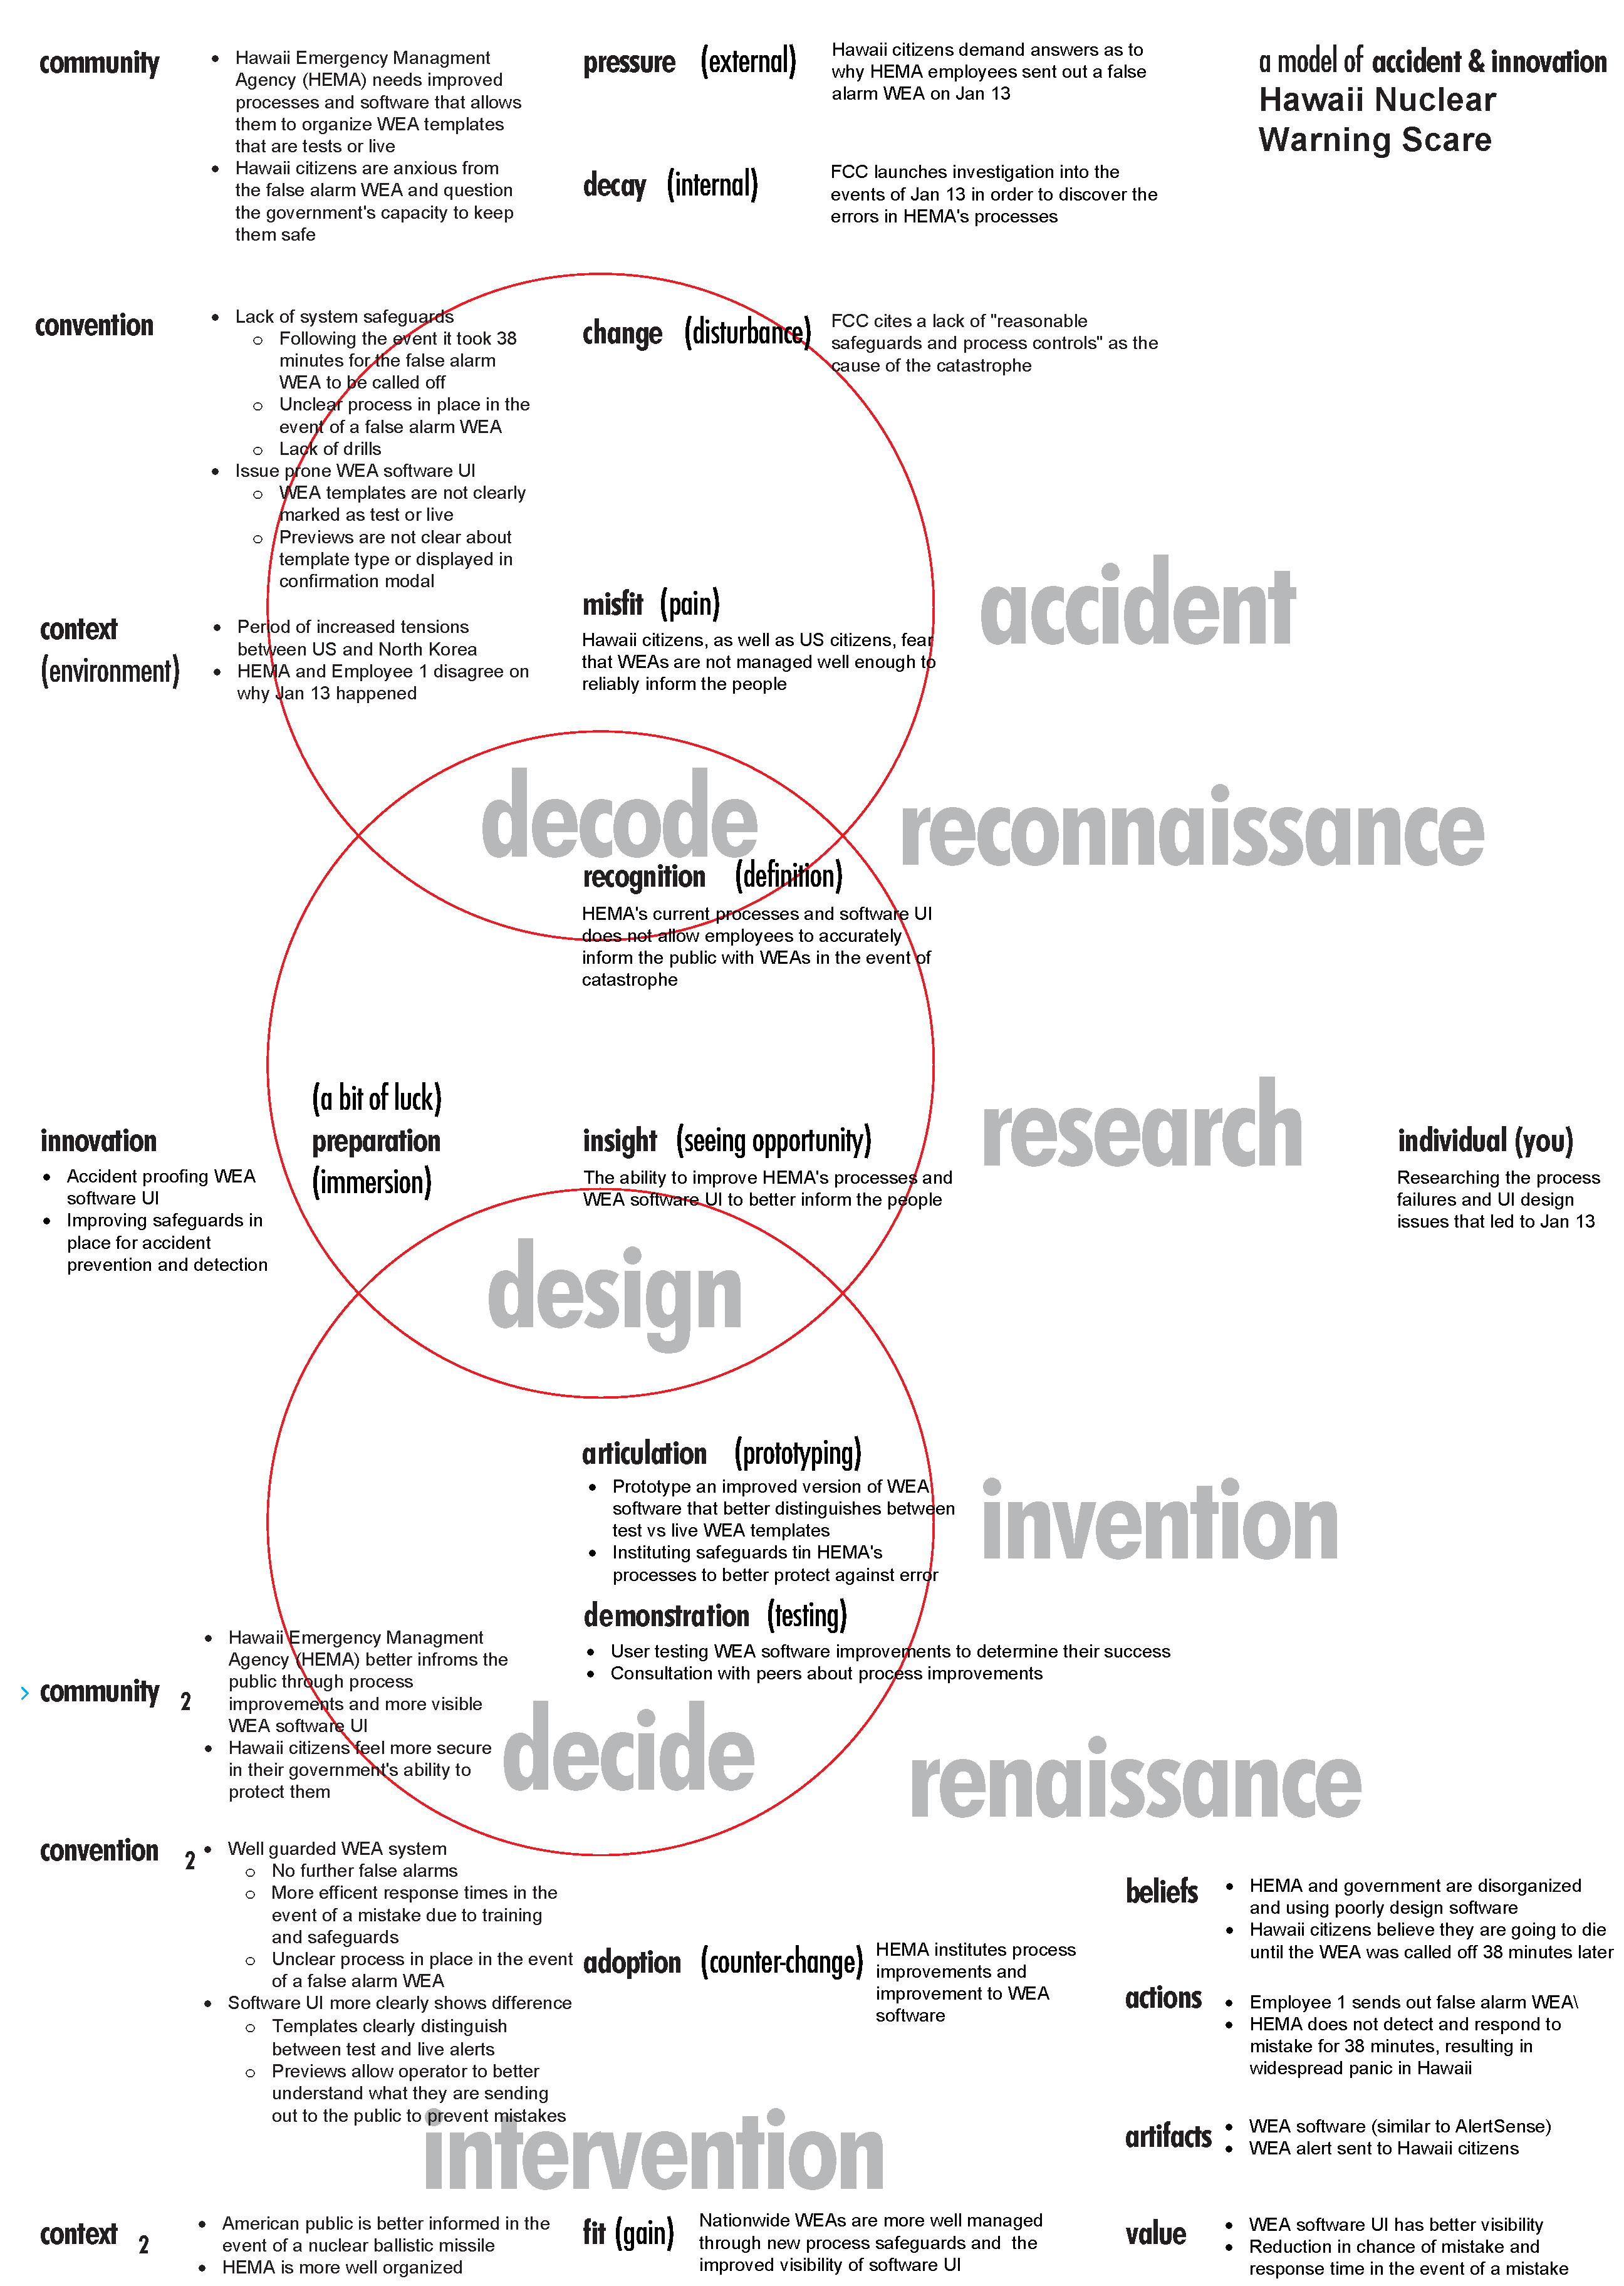 community
• Hawaii Emergency Managment
Agency (HEMA) needs improved
processes and software that allows
them to organize WEA templates
that are tests or live
• Hawaii citizens are anxious from
the false alarm WEA and question
the government's capacity to keep
them safe
pressure (external)
Hawaii citizens demand answers as to
why HEMA employees sent out a false
alarm WEA on Jan 13
a model of accident & innovation
Hawaii Nuclear
Warning Scare
decay (internal)
FCC launches investigation into the
events of Jan 13 in order to discover the
errors in HEMA's processes
convention
• Lack of system safeguards
o Following the event it took 38
minutes for the false alarm
WEA to be called off
o Unclear process in place in the
event of a false alarm WEA
o Lack of drills
• Issue prone WEA software UI
o WEA templates are not clearly
marked as test or live
o Previews are not clear about
template type or displayed in
confirmation modal
change (disturbance)
FCC cites a lack of "reasonable
safeguards and process controls" as the
cause of the catastrophe
accident
context
(environment)
• Period of increased tensions
between US and North Korea
• HEMA and Employee 1 disagree on
why Jan 13 happened
misfit (pain)
Hawaii citizens, as well as US citizens, fear
that WEAs are not managed well enough to
reliably inform the people
decode
reconnaissance
recognition (definition)
HEMA's current processes and software UI
does not allow employees to accurately
inform the public with WEAs in the event of
catastrophe
innovation
• Accident proofing WEA
software UI
• Improving safeguards in
place for accident
prevention and detection
(a bit of luck)
preparation
(immersion)
insight (seeing opportunity)
The ability to improve HEMA's processes and
WEA software UI to better inform the people
research
individual (you)
Researching the process
failures and UI design
issues that led to Jan 13
design
articulation (prototyping)
• Prototype an improved version of WEA
software that better distinguishes between
test vs live WEA templates
• Instituting safeguards tin HEMA's
processes to better protect against error
invention
demonstration (testing)
• User testing WEA software improvements to determine their success
• Consultation with peers about process improvements
> community 2
• Hawaii Emergency Managment
Agency (HEMA) better infroms the
public through process
improvements and more visible
WEA software UI
• Hawaii citizens feel more secure
in their government's ability to
protect them
decide
renaissance
convention 2
• Well guarded WEA system
o No further false alarms
o More efficent response times in the
event of a mistake due to training
and safeguards
o Unclear process in place in the event
of a false alarm WEA
• Software UI more clearly shows difference
o Templates clearly distinguish
between test and live alerts
o Previews allow operator to better
understand what they are sending
out to the public to prevent mistakes
adoption (counter-change)
HEMA institutes process
improvements and
improvement to WEA
software
beliefs
• HEMA and government are disorganized
and using poorly design software
• Hawaii citizens believe they are going to die
until the WEA was called off 38 minutes later
actions
• Employee 1 sends out false alarm WEA\
• HEMA does not detect and respond to
mistake for 38 minutes, resulting in
widespread panic in Hawaii
artifacts
• WEA software (similar to AlertSense)
• WEA alert sent to Hawaii citizens
intervention
context 2
• American public is better informed in the
event of a nuclear ballistic missile
• HEMA is more well organized
fit (gain)
Nationwide WEAs are more well managed
through new process safeguards and the
improved visibility of software UI
value
• WEA software UI has better visibility
• Reduction in chance of mistake and
response time in the event of a mistake